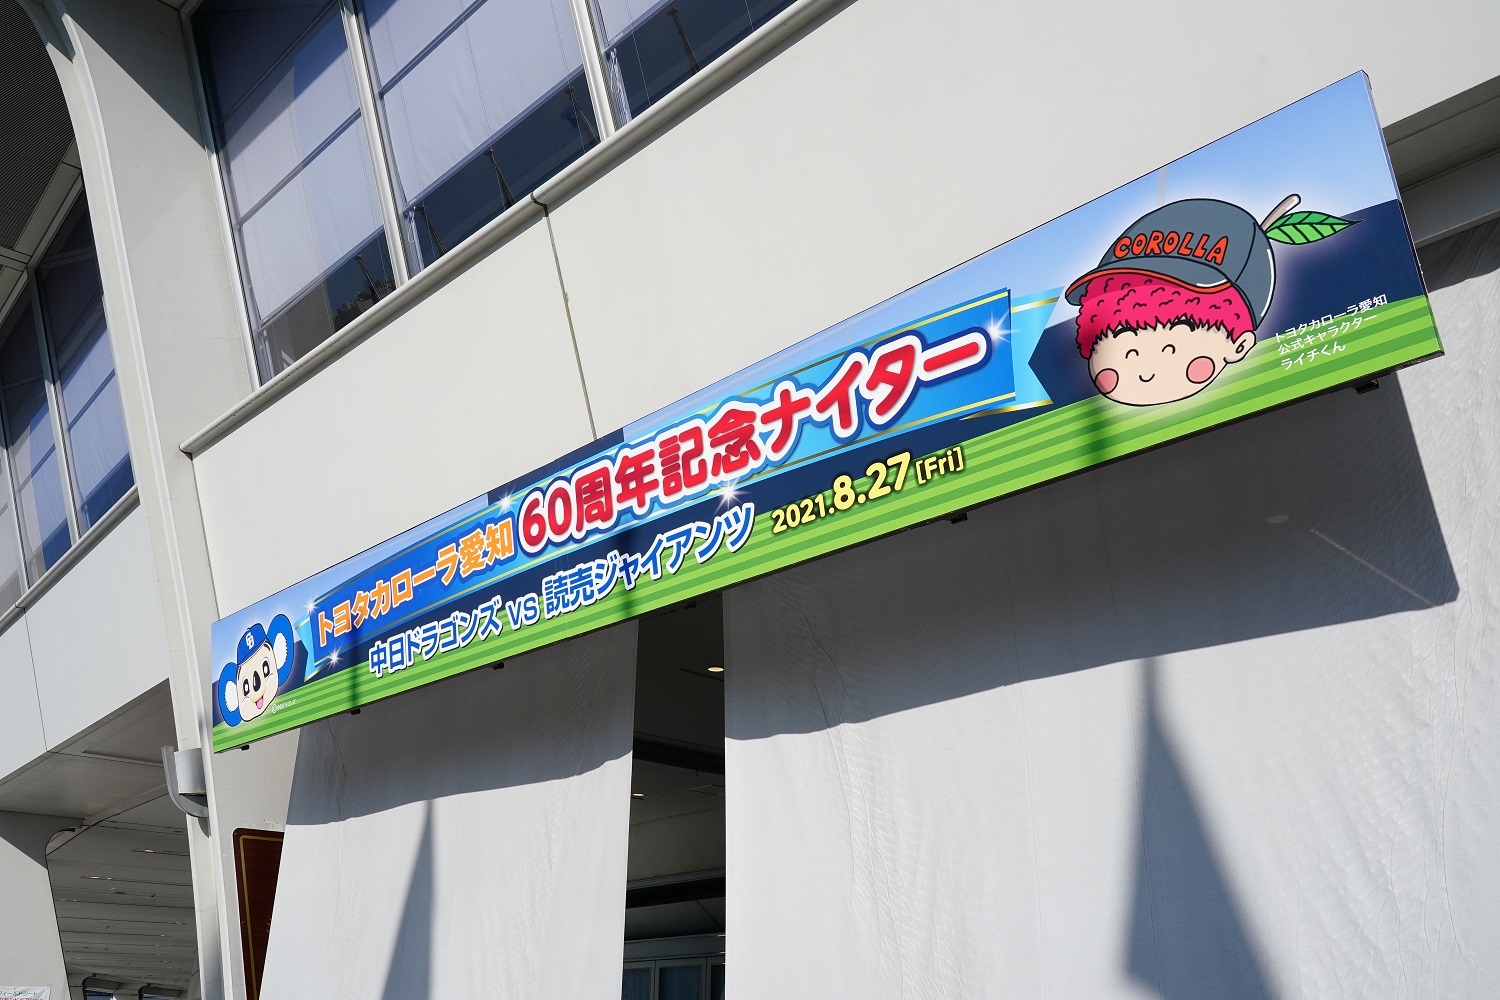 トヨタカローラ愛知 60周年記念ナイター
中日ドラゴンズ VS 読売ジャイアンツ 2021.8.27 [Fri]
COROLLA
トヨタカローラ愛知
公式キャラクター
ライチくん
CD